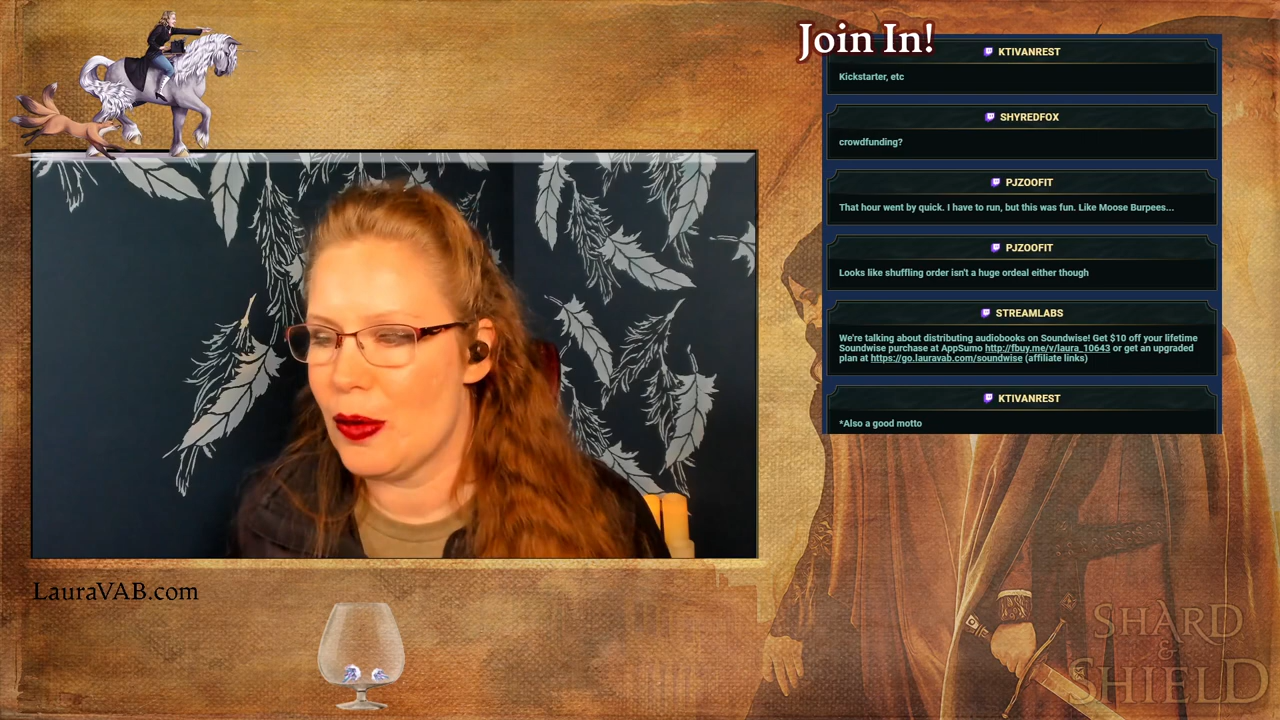 Join In!
KTIVANREST
Kickstarter, etc
SHYREDFOX
crowdfunding?
PJZOOFIT
That hour went by quick. I have to run, but this was fun. Like Moose Burpees...
PJZOOFIT
Looks like shuffling order isn't a huge ordeal either though
STREAMLABS
We're talking about distributing audiobooks on Soundwise! Get $10 off your lifetime
Soundwise purchase at AppSumo http://fbuy.me/v/laura_10643 or get an upgraded
plan at https://go.lauravab.com/soundwise (affiliate links)
KTIVANREST
*Also a good motto
LauraVAB.com
SHARD
&
SHIELD